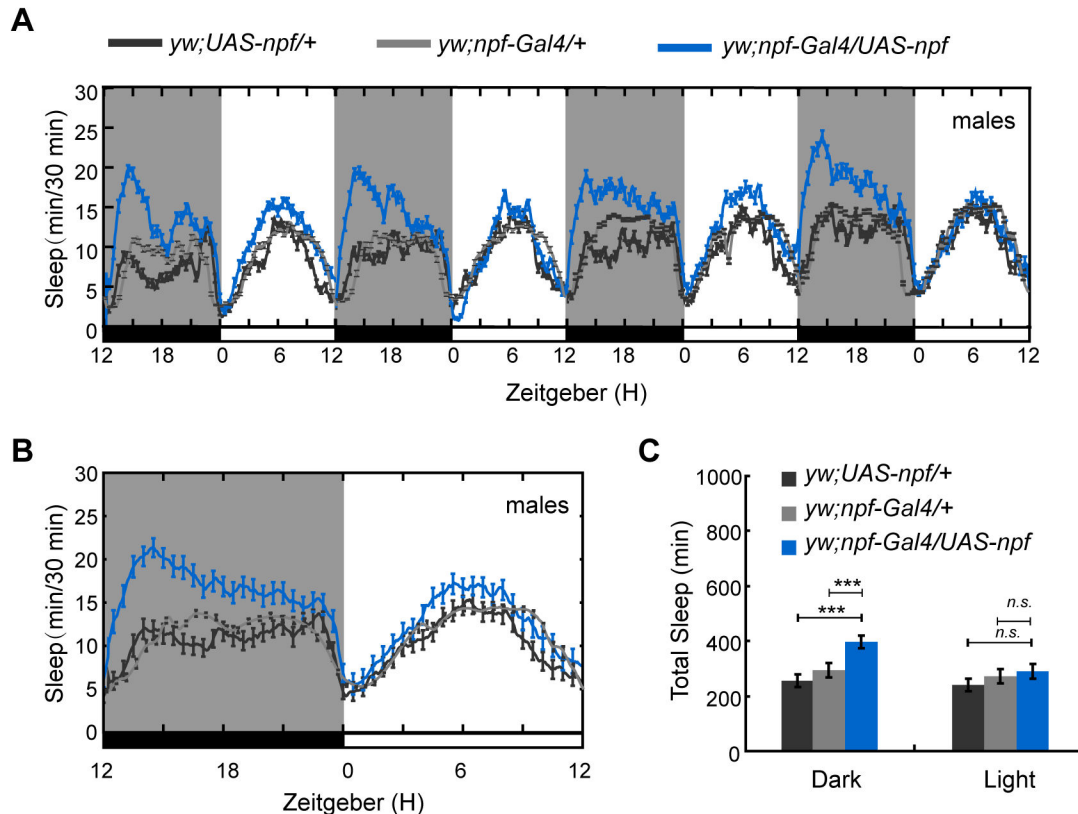 A
yw;UAS-npf/+ yw;npf-Gal4/+ yw;npf-Gal4/UAS-npf
30
25
20
15
10
5
0
Sleep (min/30 min)
males
12 18 0 6 12 18 0 6 12 18 0 6 12 18 0 6 12
Zeitgeber (H)
B
30
25
20
15
10
5
0
Sleep (min/30 min)
males
12 18 0 6 12
Zeitgeber (H)
C
1000
800
600
400
200
0
Total Sleep (min)
yw;UAS-npf/+
yw;npf-Gal4/+
yw;npf-Gal4/UAS-npf
***
***
n.s.
n.s.
Dark Light